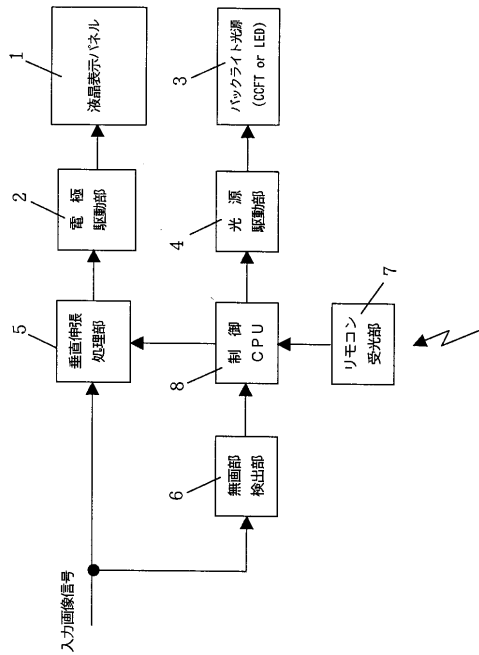 入力画像信号
5
垂直伸張
処理部
2
電極
駆動部
1
液晶表示パネル
6
無画部
検出部
8
制御
CPU
4
光源
駆動部
3
バックライト光源
(CCFT or LED)
7
リモコン
受光部